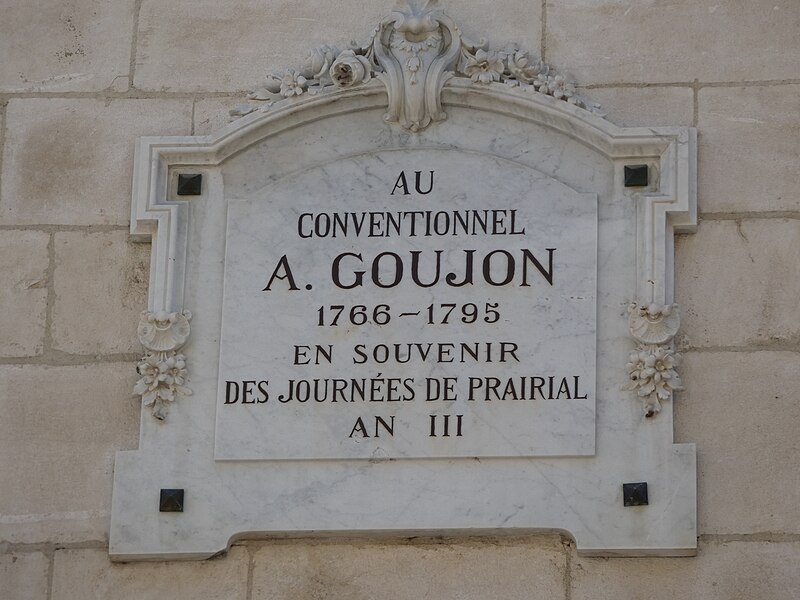 AU
CONVENTIONNEL
A. GOUJON
1766 – 1795
EN SOUVENIR
DES JOURNÉES DE PRAIRIAL
AN III